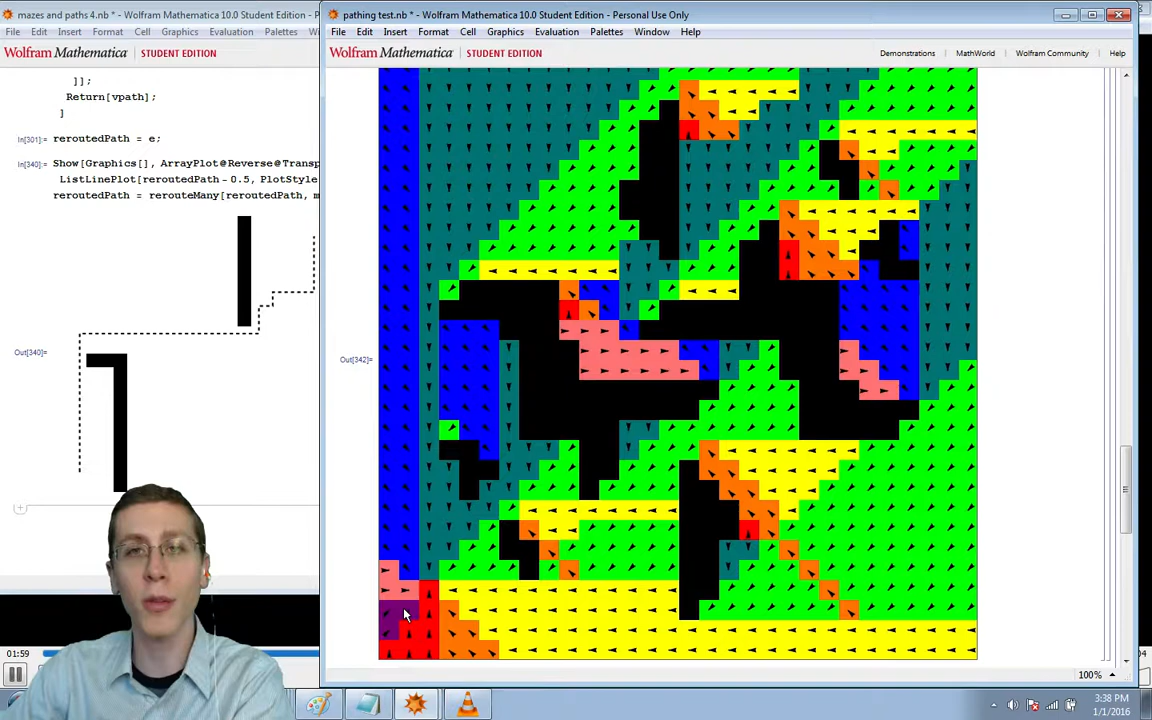 mazes and paths 4.nb * - Wolfram Mathematica 10.0 Student Edition -
File Edit Insert Format Cell Graphics Evaluation Palettes
Wolfram Mathematica | STUDENT EDITION
]];
Return[vpath];
]
In[301]:= reroutedPath = e;
In[340]:= Show[Graphics[], ArrayPlot@Reverse@Transp
ListLinePlot[reroutedPath - 0.5, PlotStyle
reroutedPath = rerouteMany[reroutedPath, m
Out[340]=
01:59
pathing test.nb * - Wolfram Mathematica 10.0 Student Edition - Personal Use Only
File Edit Insert Format Cell Graphics Evaluation Palettes Window Help
Wolfram Mathematica | STUDENT EDITION
Demonstrations MathWorld Wolfram Community Help
Out[342]=
100%
04
3:38 PM
1/1/2016